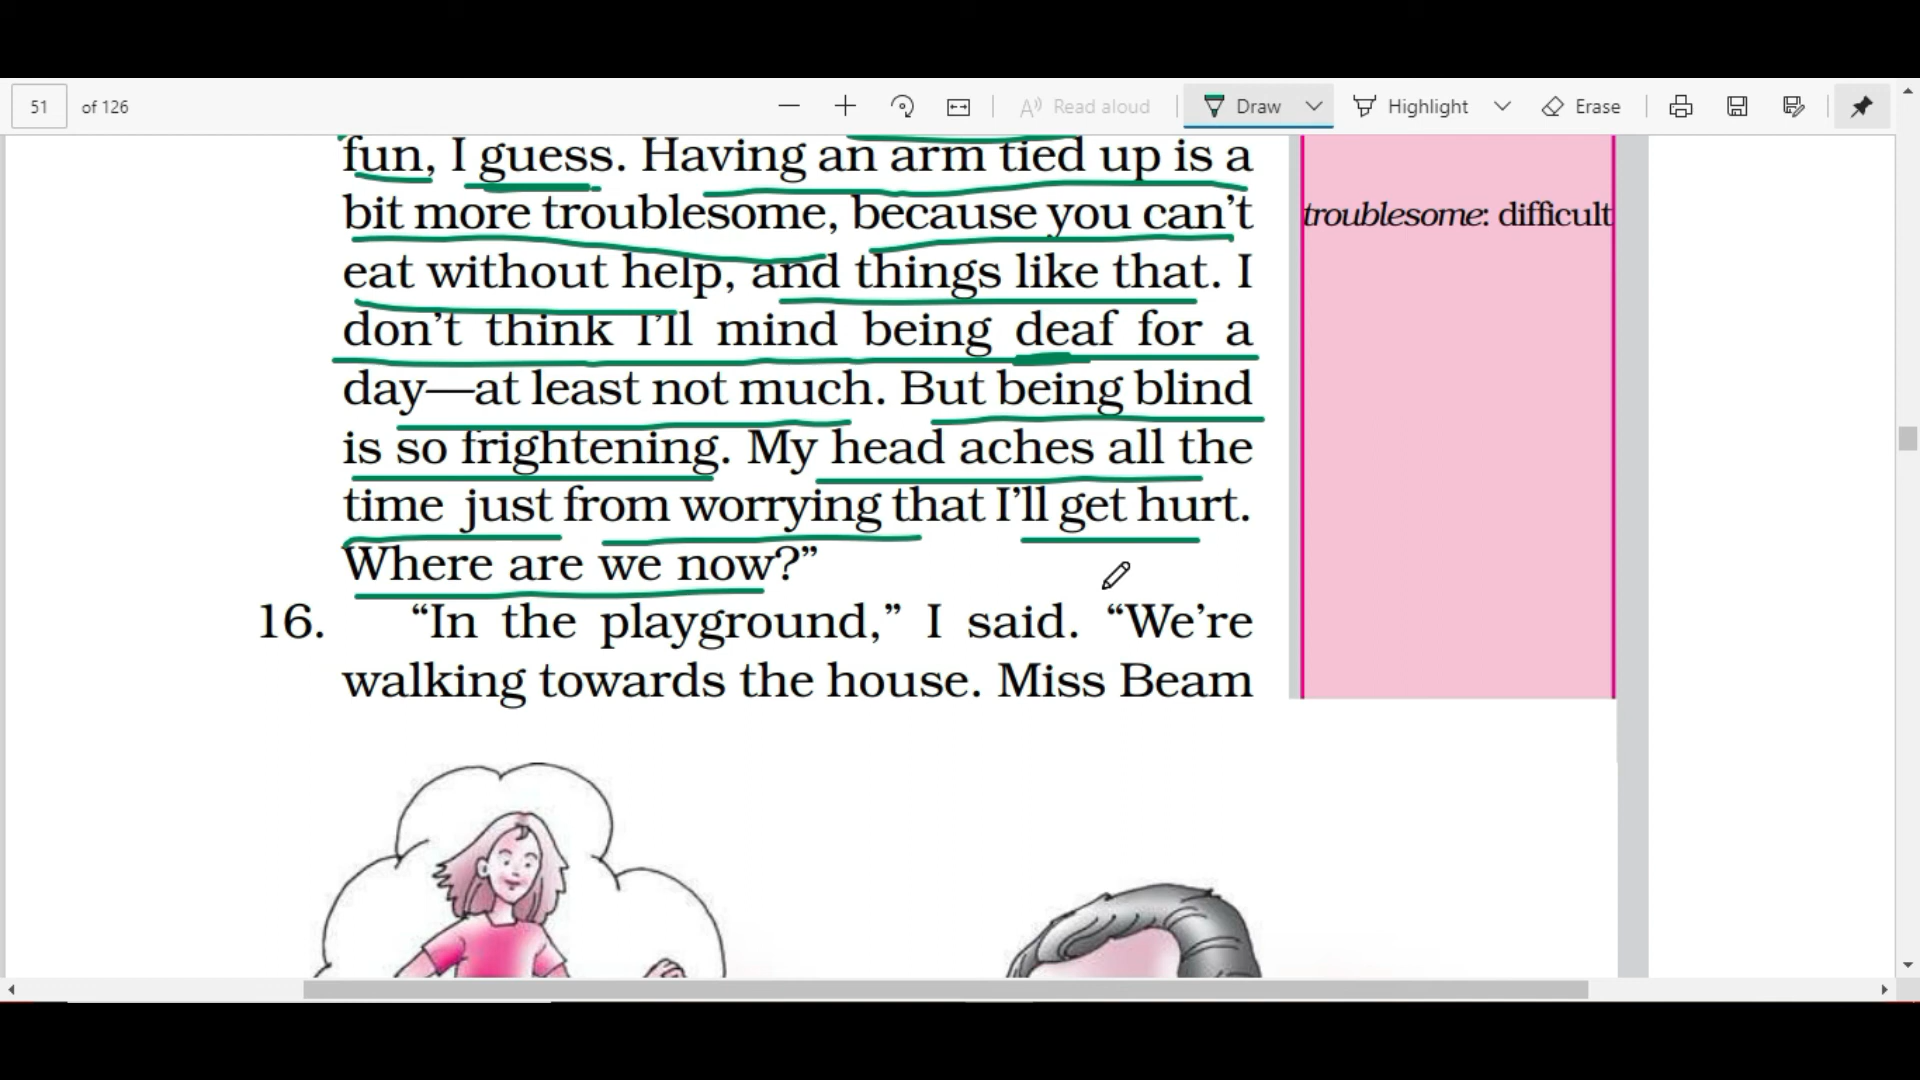 51 of 126 Read aloud Draw Highlight Erase
fun, I guess. Having an arm tied up is a
bit more troublesome, because you can’t
eat without help, and things like that. I
don’t think I’ll mind being deaf for a
day—at least not much. But being blind
is so frightening. My head aches all the
time just from worrying that I’ll get hurt.
Where are we now?”
16. “In the playground,” I said. “We’re
walking towards the house. Miss Beam
troublesome: difficult